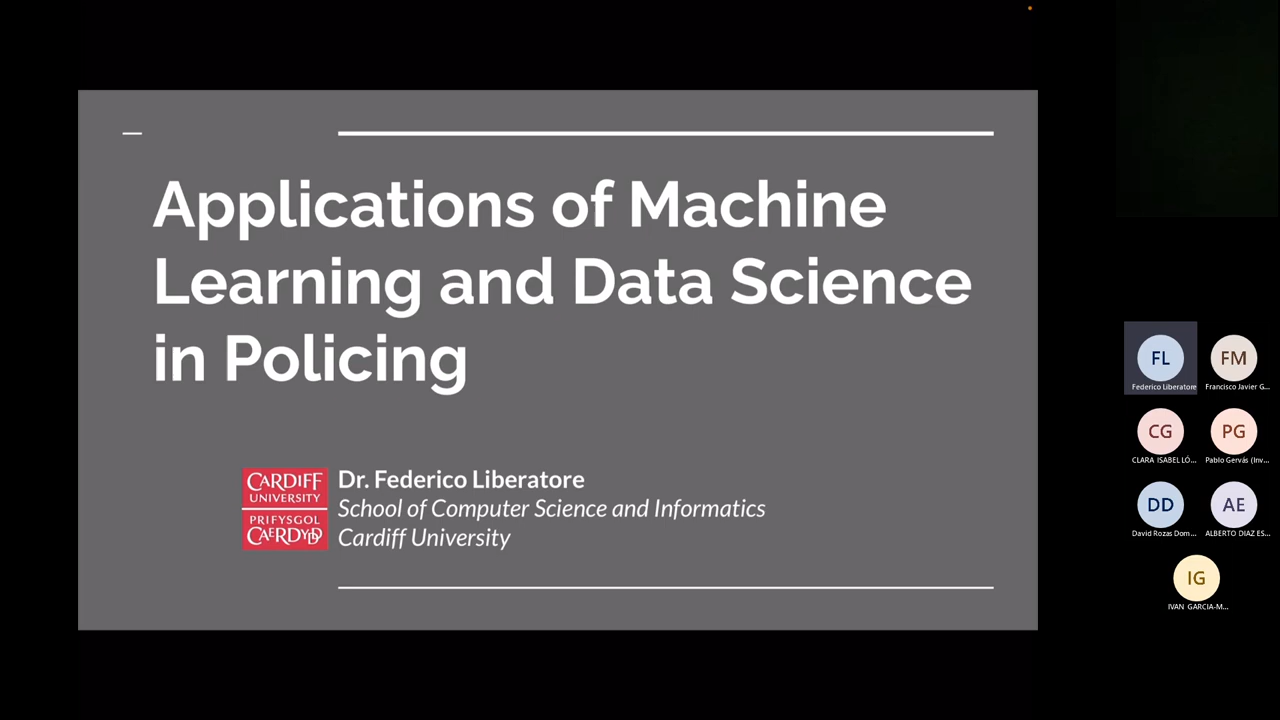 Applications of Machine
Learning and Data Science
in Policing
CARDIFF
UNIVERSITY
PRIFYSGOL
CAERDYDD
Dr. Federico Liberatore
School of Computer Science and Informatics
Cardiff University
FL
Federico Liberatore
FM
Francisco Javier G...
CG
CLARA ISABEL LÓ...
PG
Pablo Gervás (Inv...
DD
David Rozas Dom...
AE
ALBERTO DIAZ ES...
IG
IVAN GARCIA-M...